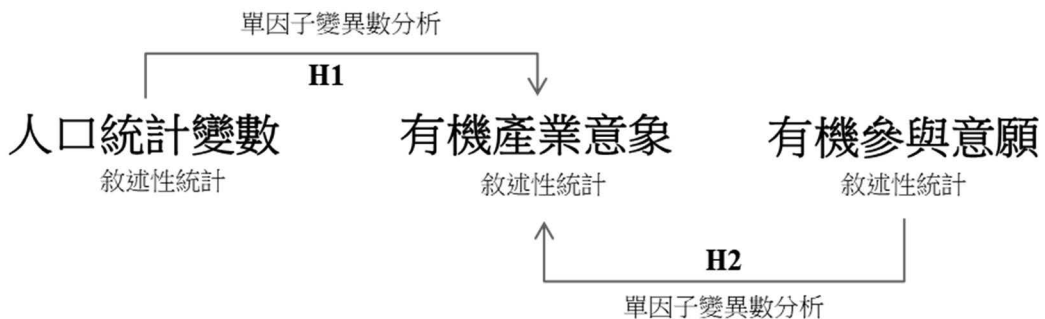 單因子變異數分析
H1
人口統計變數 有機產業意象 有機參與意願
敘述性統計 敘述性統計 敘述性統計
H2
單因子變異數分析